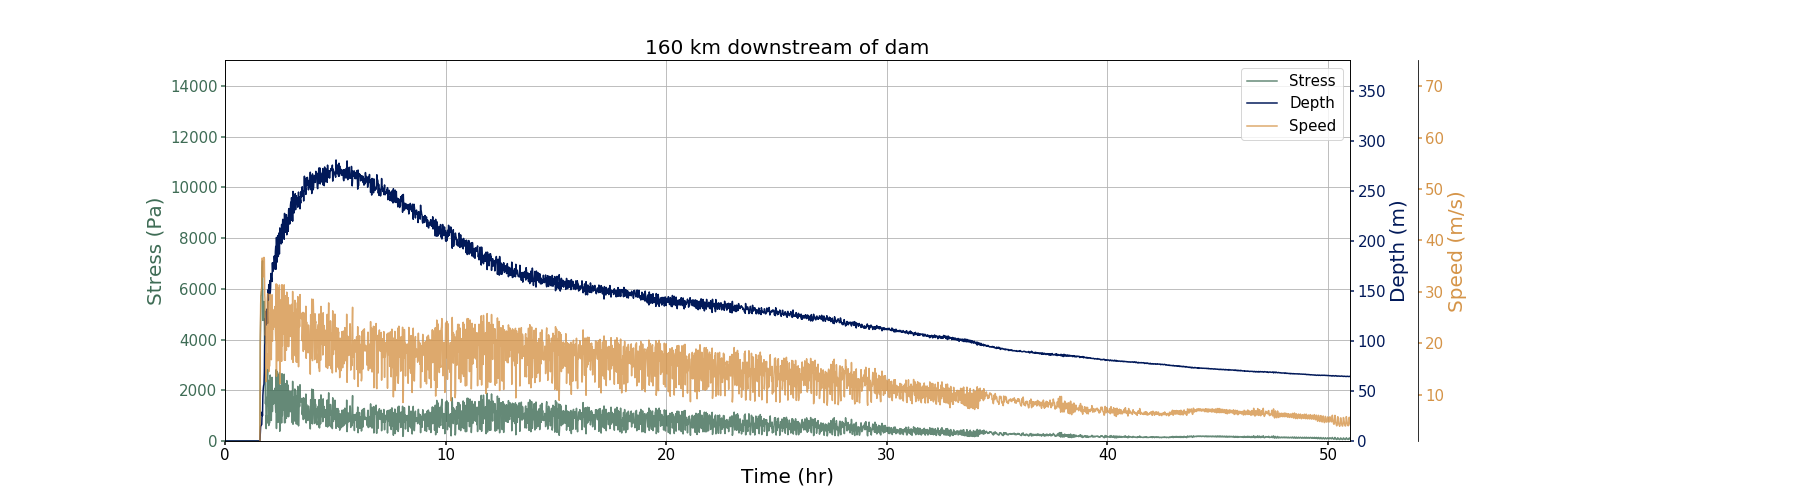 160 km downstream of dam
Stress (Pa)
14000
12000
10000
8000
6000
4000
2000
0
0 10 20 30 40 50
Time (hr)
Stress
Depth
Speed
350
300
250
200
150
100
50
0
Depth (m)
70
60
50
40
30
20
10
Speed (m/s)